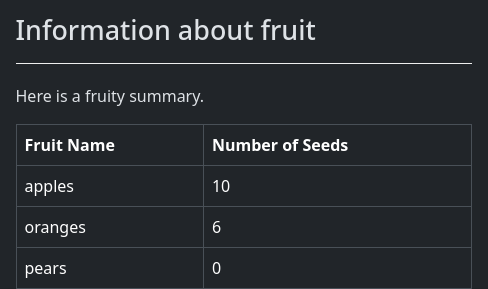 Information about fruit
Here is a fruity summary.
Fruit Name Number of Seeds
apples 10
oranges 6
pears 0